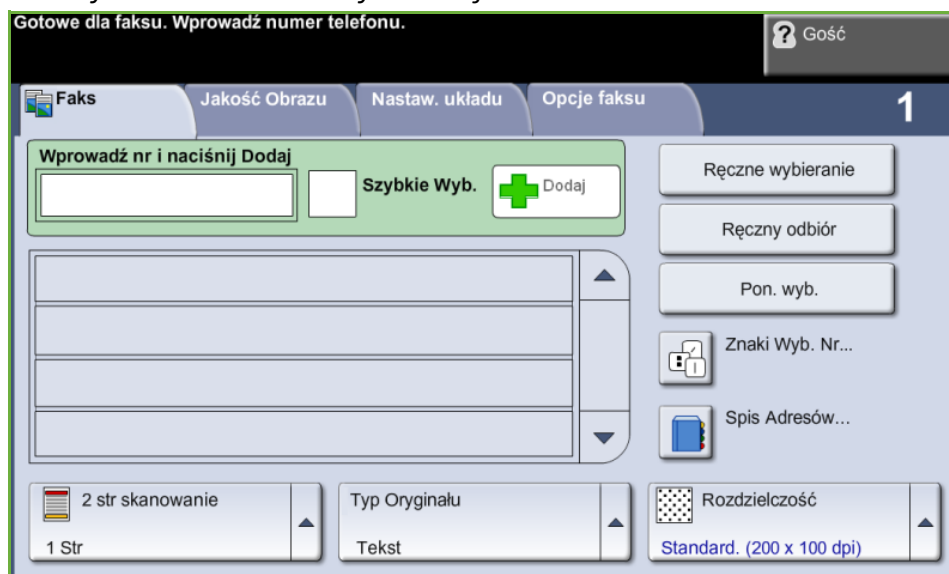 Gotowe dla faksu. Wprowadź numer telefonu.
Gość
Faks
Jakość Obrazu
Nastaw. układu
Opcje faksu
1
Wprowadź nr i naciśnij Dodaj
Szybkie Wyb.
Dodaj
Ręczne wybieranie
Ręczny odbiór
Pon. wyb.
Znaki Wyb. Nr...
Spis Adresów...
2 str skanowanie
1 Str
Typ Oryginału
Tekst
Rozdzielczość
Standard. (200 x 100 dpi)